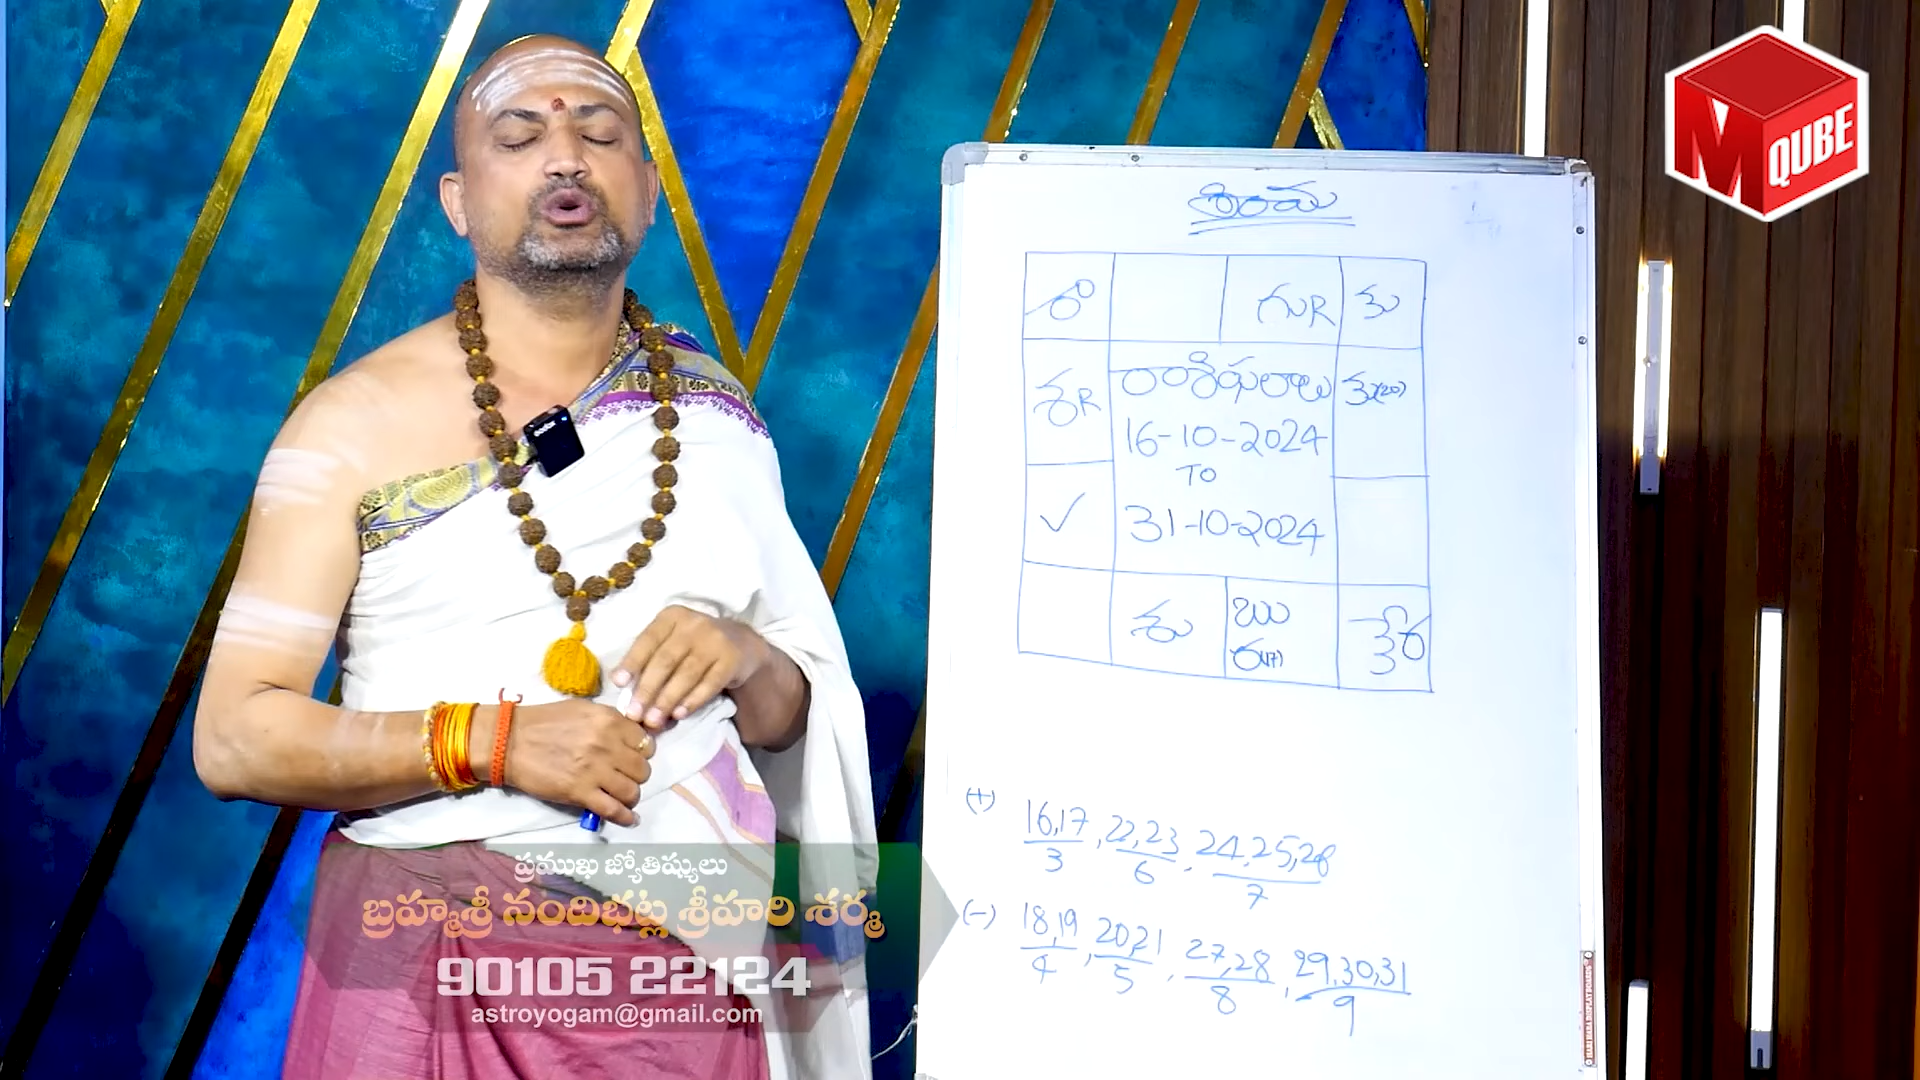 M QUBE
శ్రీరామ
రా
గుR
కు
శR
రాశిఫలాలు
కు(20)
16-10-2024
TO
31-10-2024
శు
బు
ర(17)
కేర
(+) 16,17/3, 22,23/6, 24,25,26/7
(-) 18,19/4, 20,21/5, 27,28/8, 29,30,31/9
ప్రముఖ జ్యోతిష్యులు
బ్రహ్మశ్రీ నందిభట్ల శ్రీహరి శర్మ
90105 22124
astroyogam@gmail.com